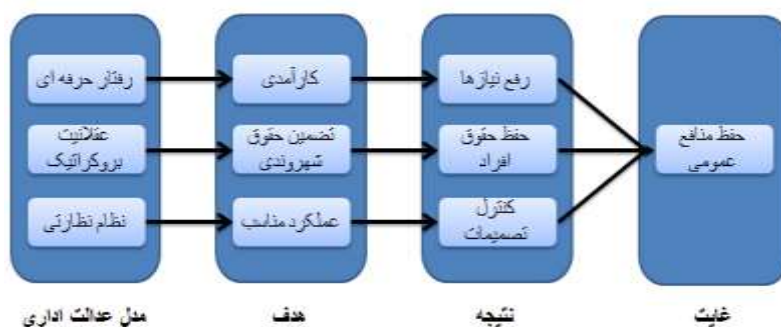 رفتار حرفه ای
کارآمدی
رفع نیازها
عقلانیت
بروکراتیک
تضمین حقوق
شهروندی
حفظ حقوق
افراد
حفظ منافع
عمومی
نظام نظارتی
عملکرد مناسب
کنترل
تصمیمات
مدل عدالت اداری
هدف
نتیجه
غایت